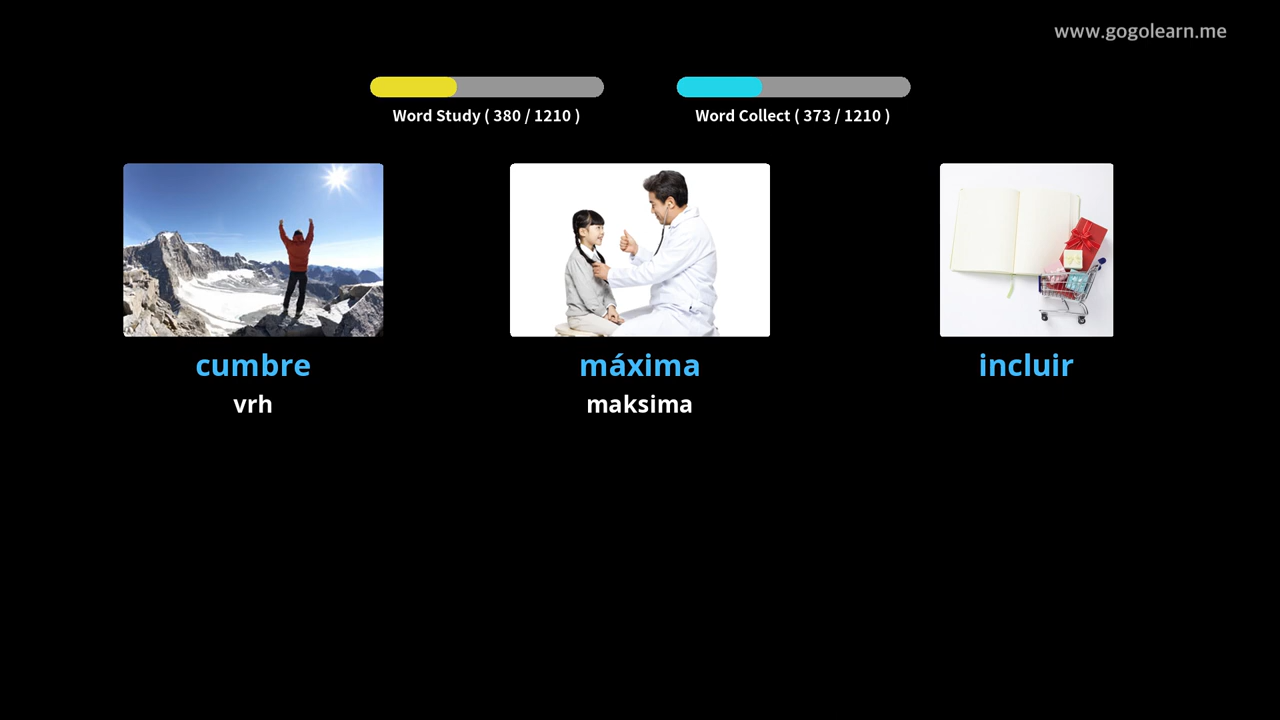 www.gogolearn.me
Word Study ( 380 / 1210 )
Word Collect ( 373 / 1210 )
cumbre
vrh
máxima
maksima
incluir